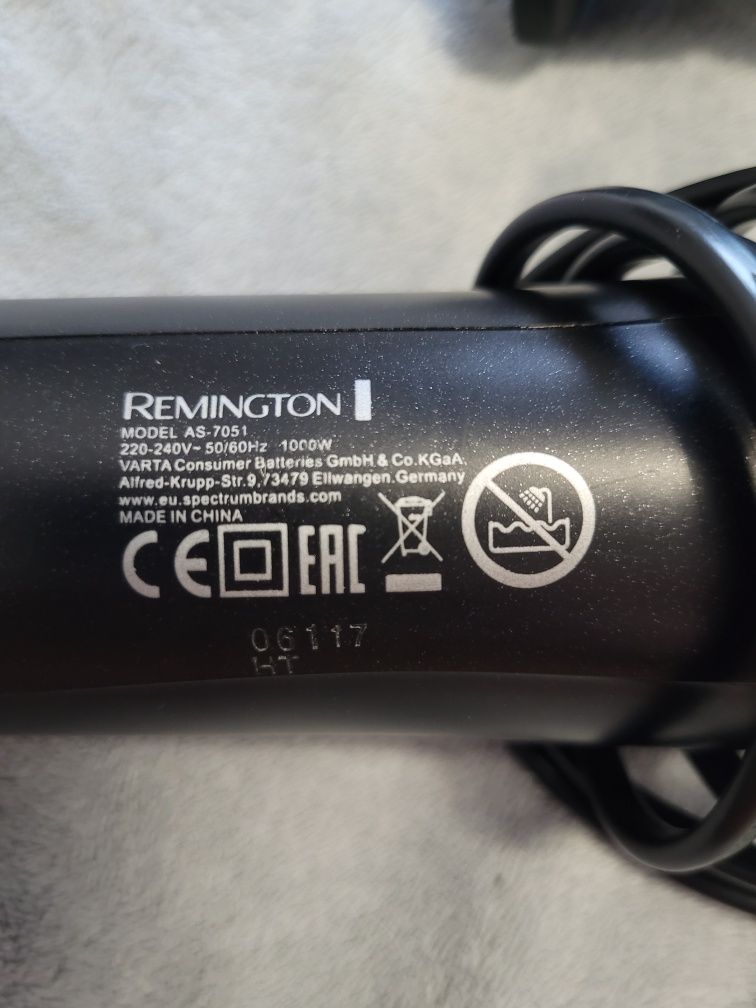 REMINGTON
MODEL AS-7051
220-240V~ 50/60Hz 1000W
VARTA Consumer Batteries GmbH & Co.KGaA,
Alfred-Krupp-Str.9,73479 Ellwangen,Germany
www.eu.spectrumbrands.com
MADE IN CHINA
CE EAC
06117
HT